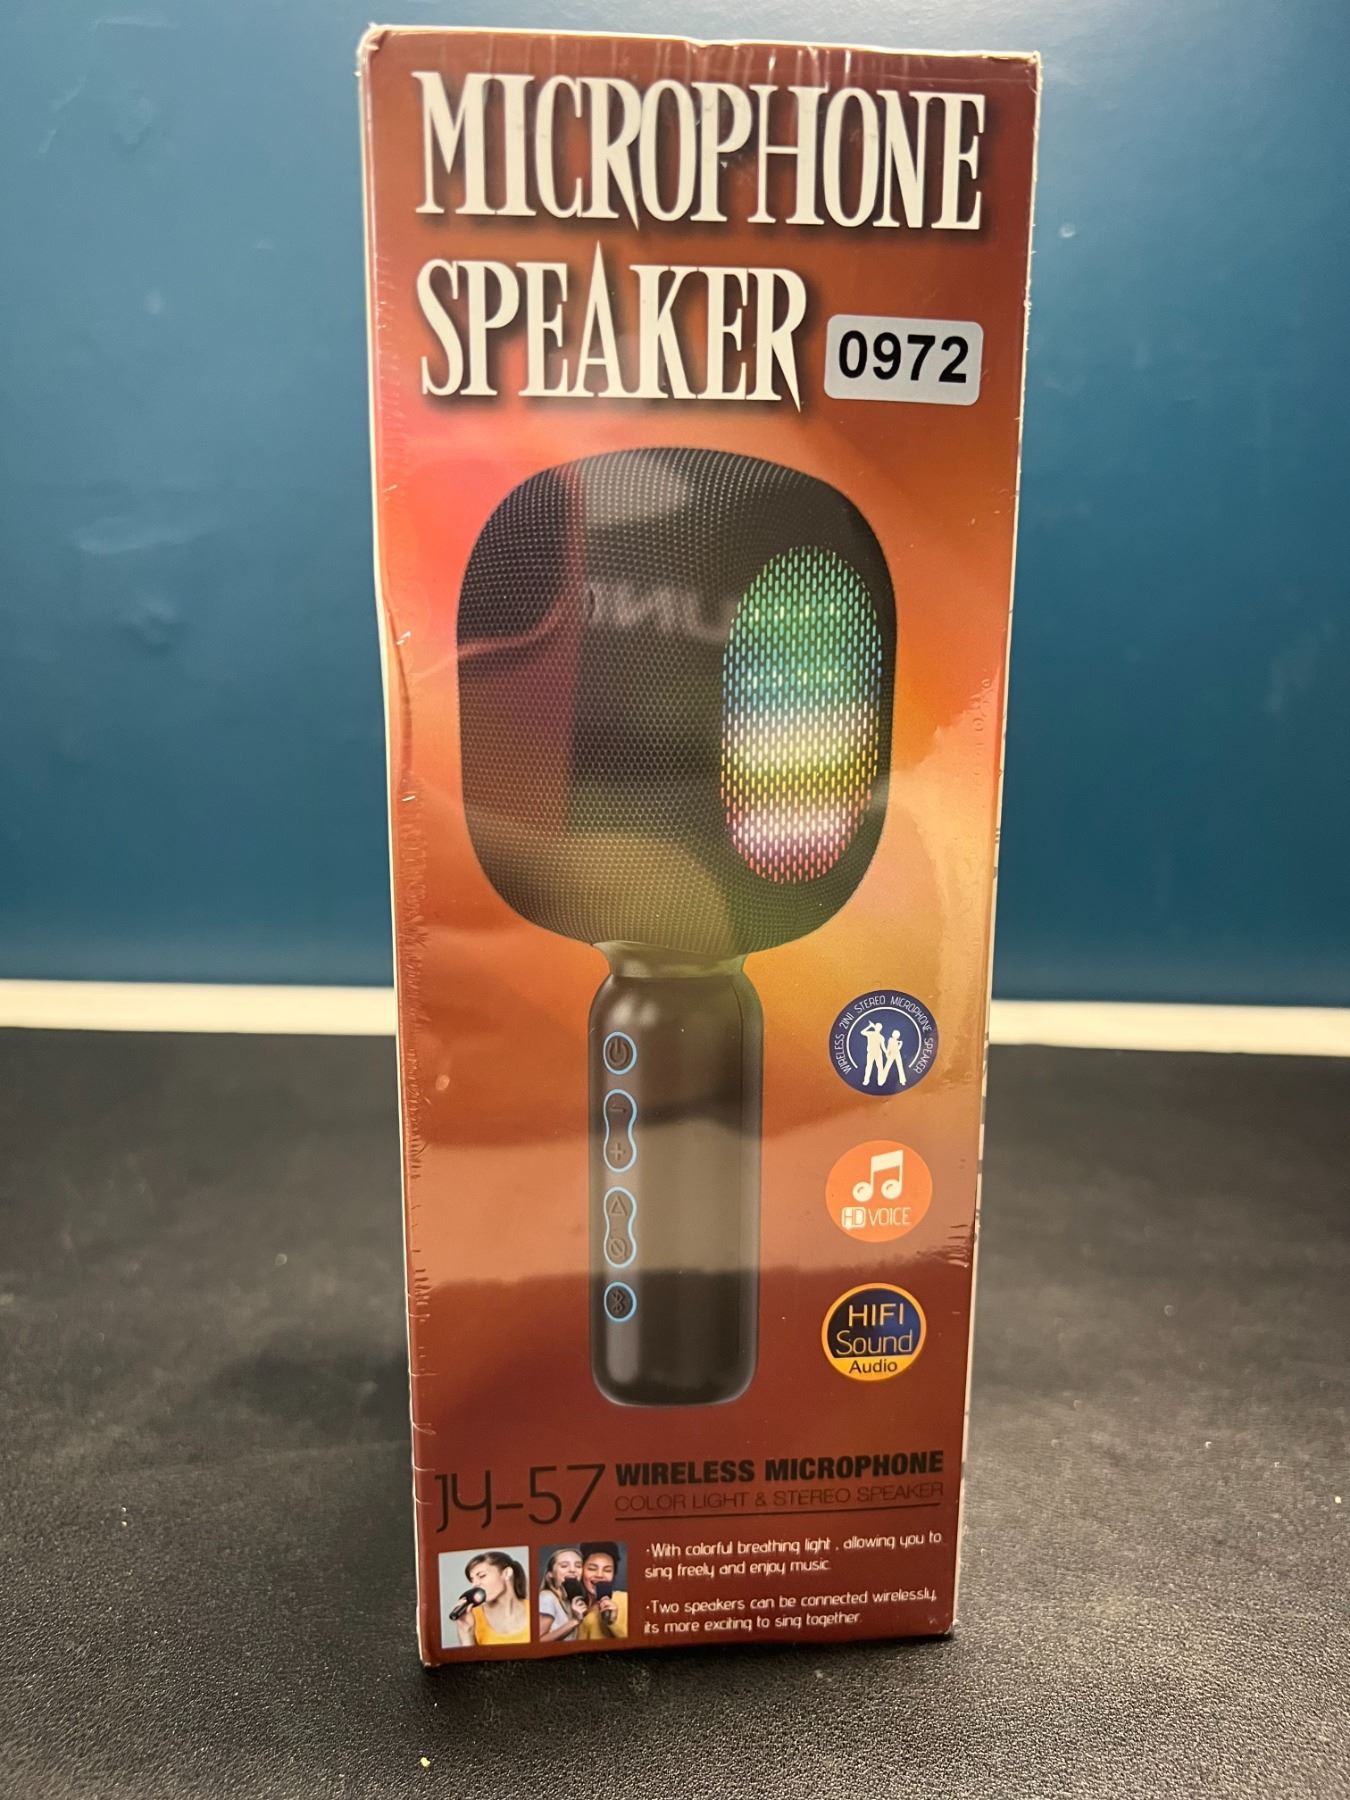 MICROPHONE
SPEAKER
0972
WIRELESS 2IN1 STEREO MICROPHONE SPEAKER
HD VOICE
HIFI
Sound
Audio
JY-57
WIRELESS MICROPHONE
COLOR LIGHT & STEREO SPEAKER
·With colorful breathing light , allowing you to
sing freely and enjoy music.
·Two speakers can be connected wirelessly,
its more exciting to sing together.